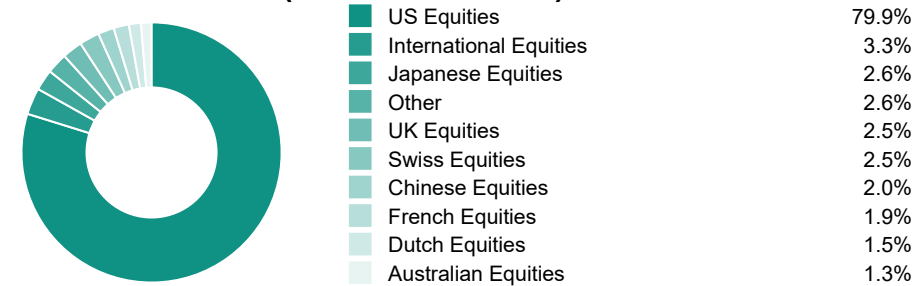 US Equities 79.9%
International Equities 3.3%
Japanese Equities 2.6%
Other 2.6%
UK Equities 2.5%
Swiss Equities 2.5%
Chinese Equities 2.0%
French Equities 1.9%
Dutch Equities 1.5%
Australian Equities 1.3%